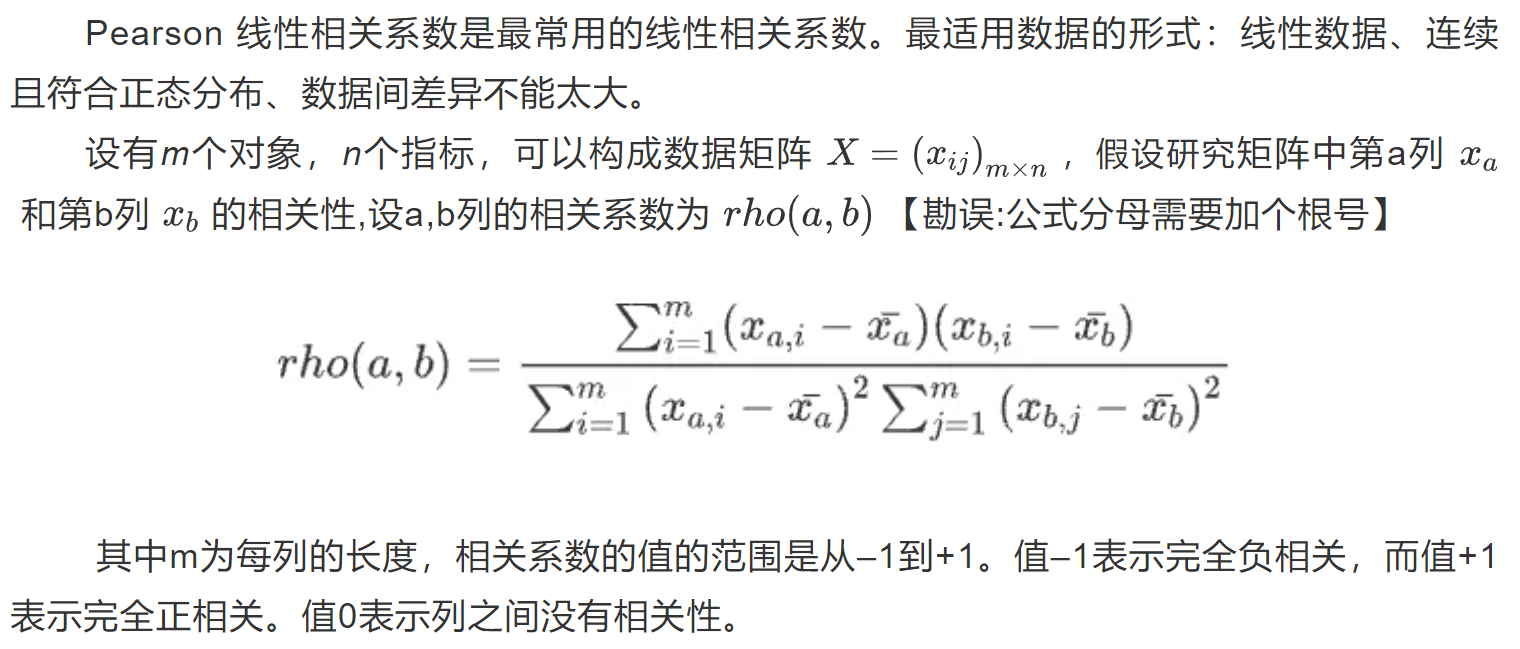 Pearson 线性相关系数是最常用的线性相关系数。最适用数据的形式：线性数据、连续
且符合正态分布、数据间差异不能太大。
设有m个对象，n个指标，可以构成数据矩阵 $X = (x_{ij})_{m \times n}$ ，假设研究矩阵中第a列 $x_a$
和第b列 $x_b$ 的相关性,设a,b列的相关系数为 $rho(a, b)$ 【勘误:公式分母需要加个根号】
$rho(a, b) = \frac{\sum_{i=1}^{m} (x_{a,i} - \bar{x_a})(x_{b,i} - \bar{x_b})}{\sum_{i=1}^{m} (x_{a,i} - \bar{x_a})^2 \sum_{j=1}^{m} (x_{b,j} - \bar{x_b})^2}$
其中m为每列的长度，相关系数的值的范围是从–1到+1。值–1表示完全负相关，而值+1
表示完全正相关。值0表示列之间没有相关性。